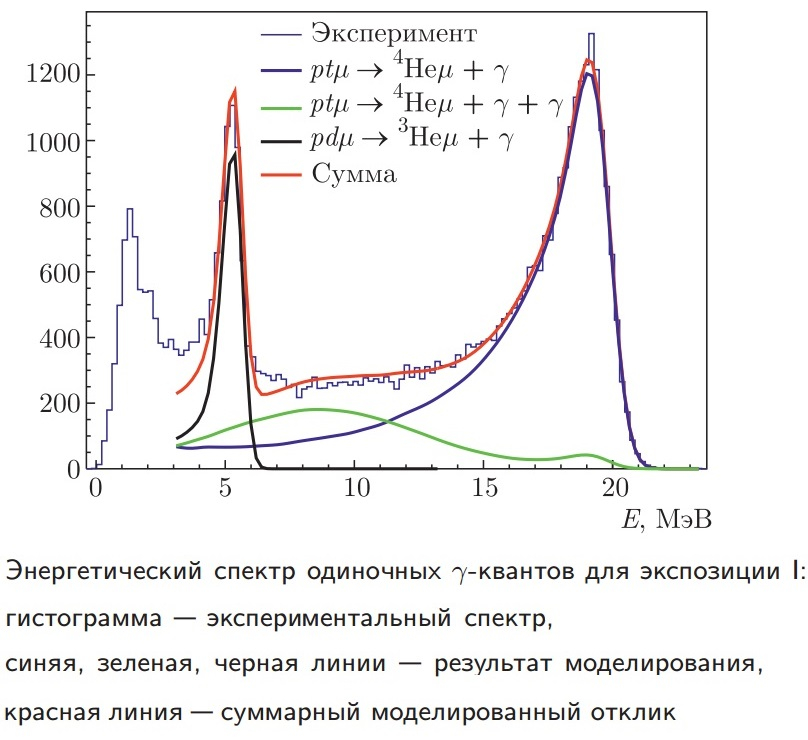 Эксперимент
ptμ → ⁴Heμ + γ
ptμ → ⁴Heμ + γ + γ
pdμ → ³Heμ + γ
Сумма
1200
1000
800
600
400
200
0
0 5 10 15 20
E, МэВ
Энергетический спектр одиночных γ-квантов для экспозиции I:
гистограмма — экспериментальный спектр,
синяя, зеленая, черная линии — результат моделирования,
красная линия — суммарный моделированный отклик